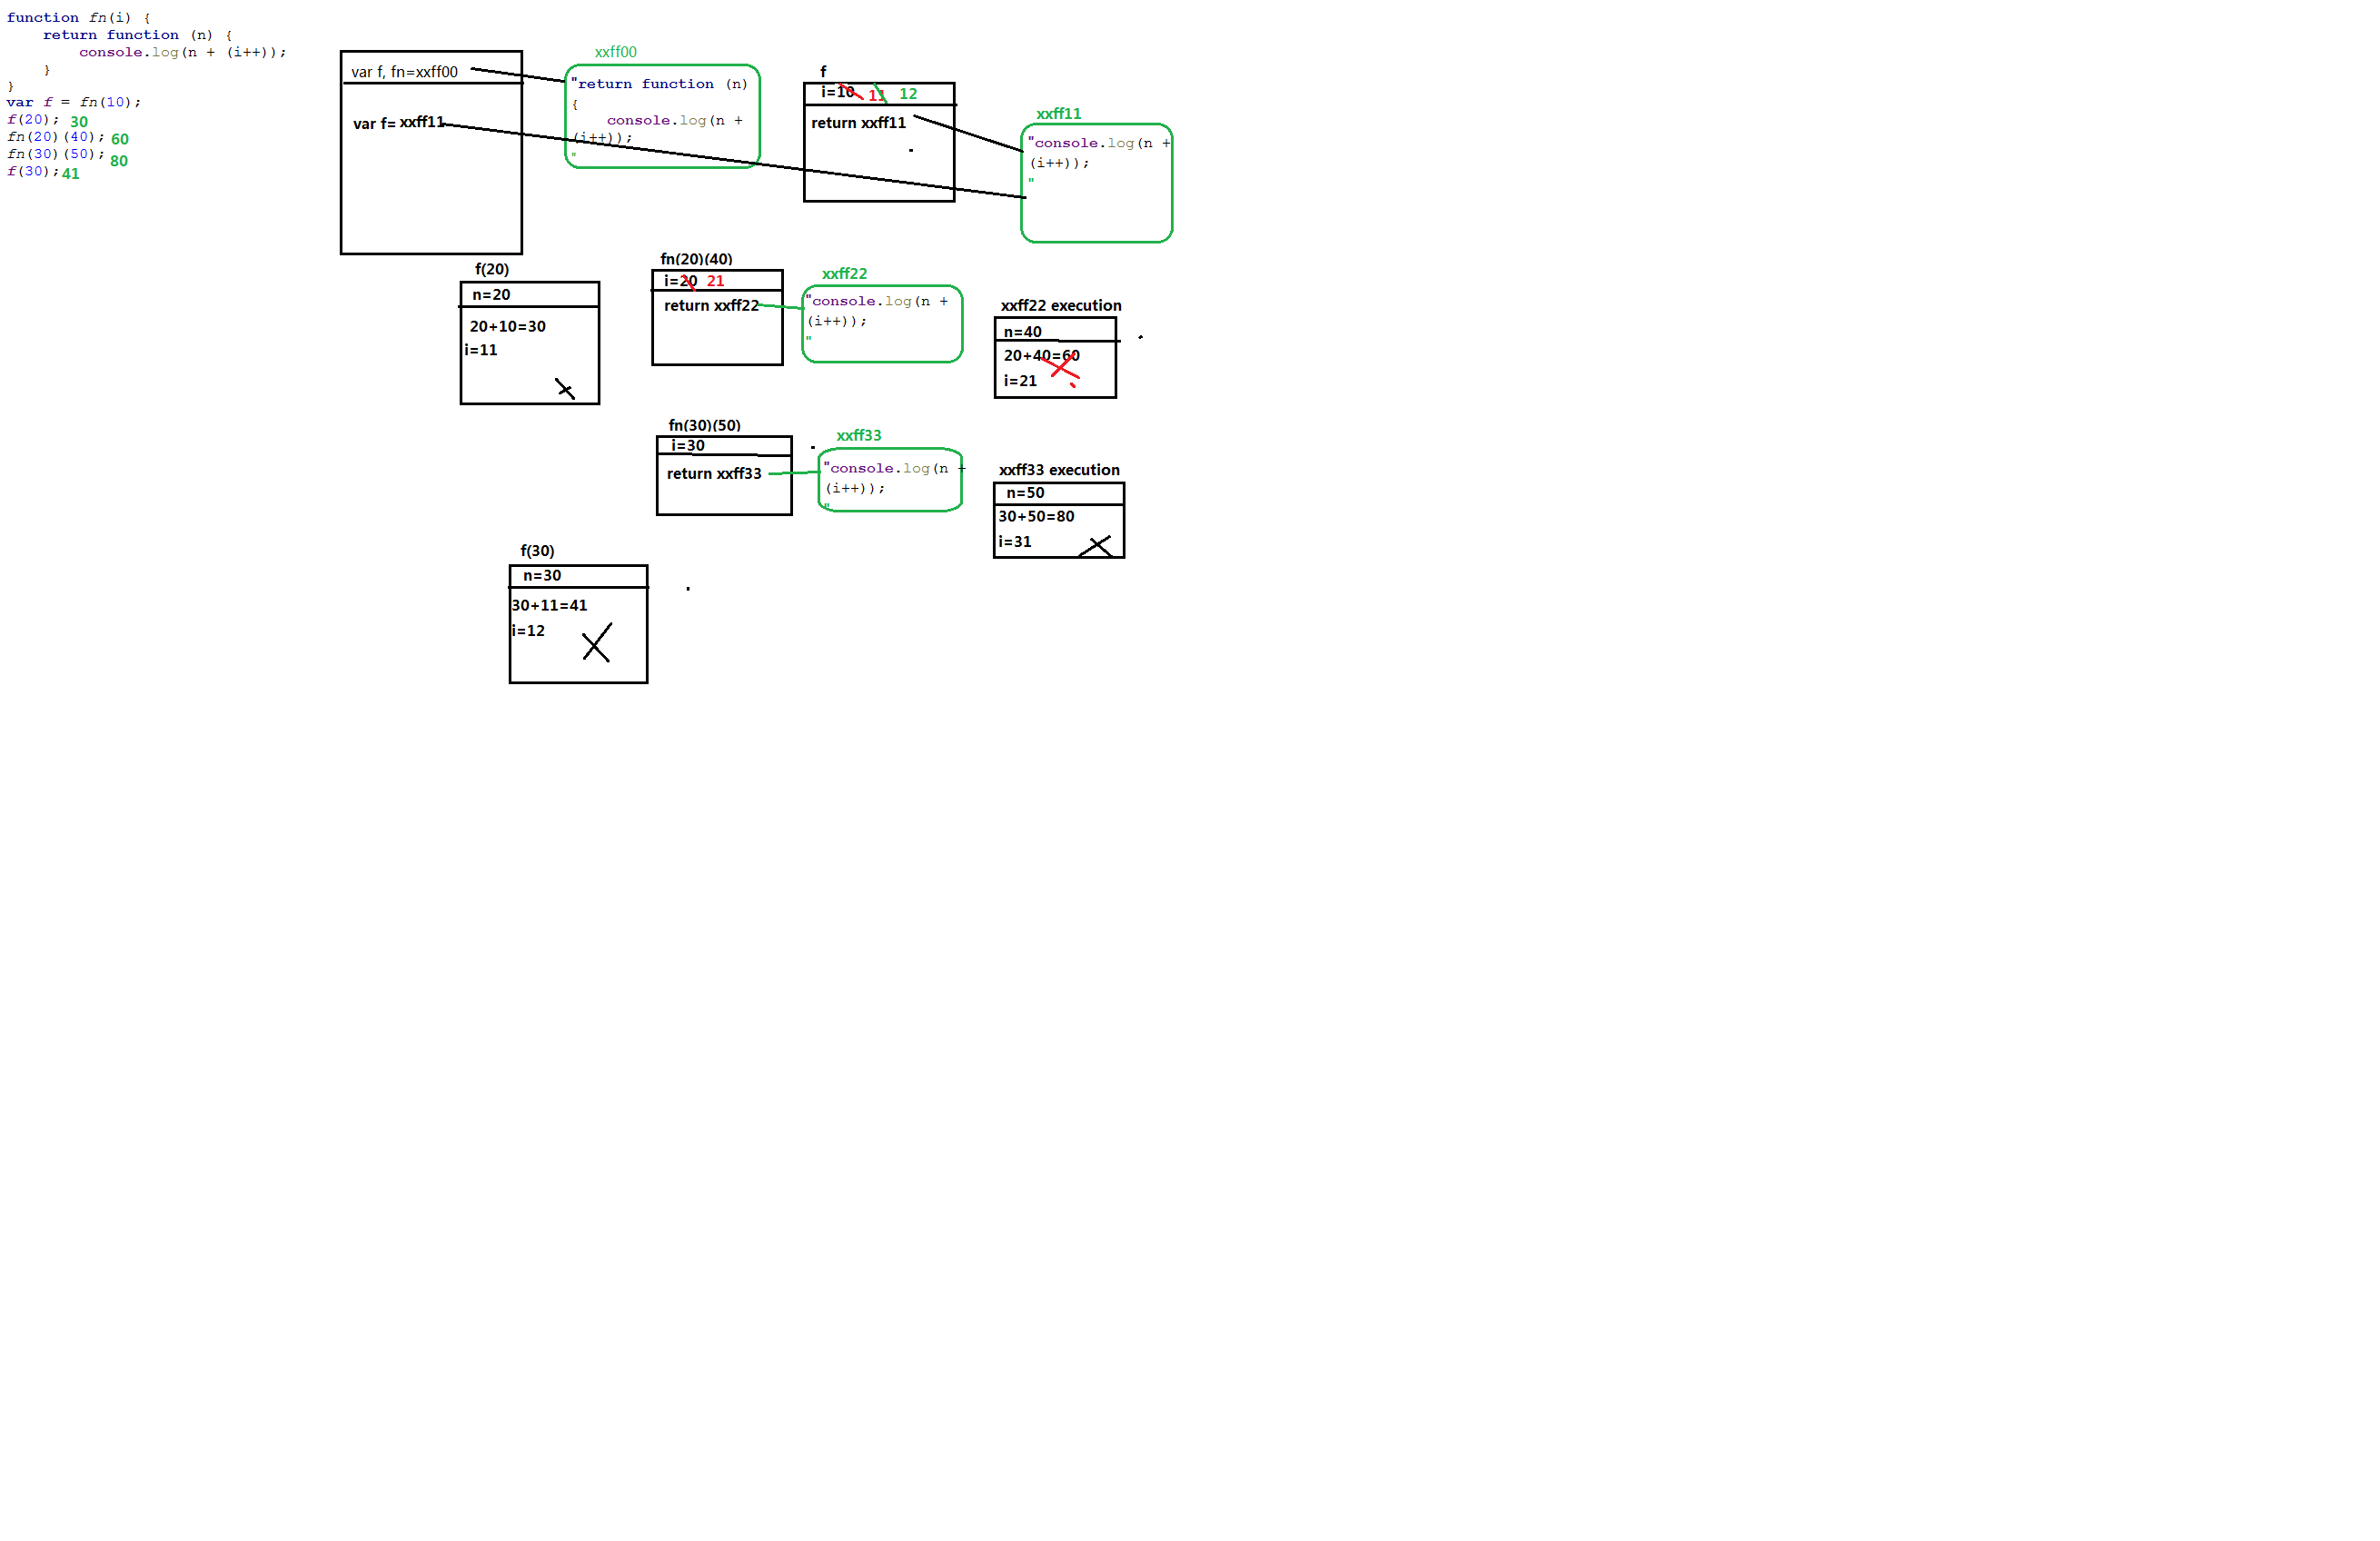 function fn(i) {
    return function (n) {
        console.log(n + (i++));
    }
}
var f = fn(10);
f(20); 30
fn(20)(40); 60
fn(30)(50); 80
f(30); 41
var f, fn=xxff00
var f= xxff11
xxff00
"return function (n)
{
    console.log(n +
(i++));
"
f
i=10 11 12
return xxff11
xxff11
"console.log(n +
(i++));
"
f(20)
n=20
20+10=30
i=11
fn(20)(40)
i=20 21
return xxff22
xxff22
"console.log(n +
(i++));
"
xxff22 execution
n=40
20+40=60
i=21
fn(30)(50)
i=30
return xxff33
xxff33
"console.log(n +
(i++));
"
xxff33 execution
n=50
30+50=80
i=31
f(30)
n=30
30+11=41
i=12